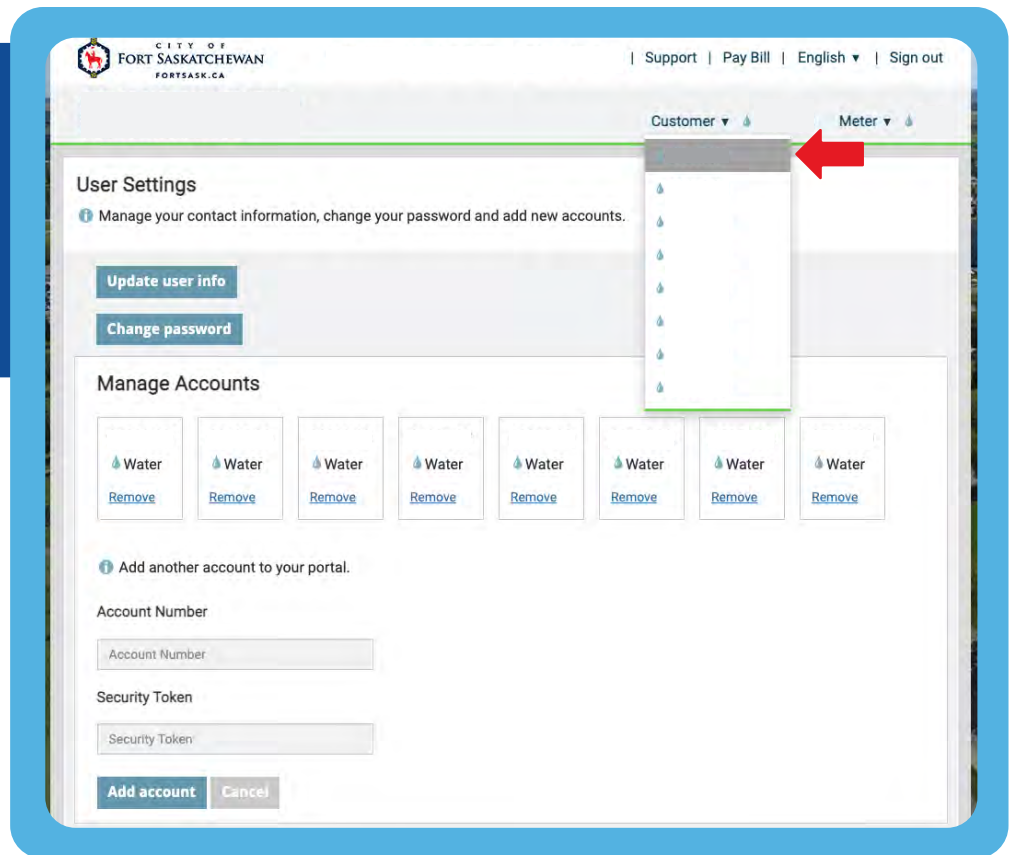 CITY OF
FORT SASKATCHEWAN
FORTSASK.CA
| Support | Pay Bill | English ▾ | Sign out
Customer ▾ Meter ▾
User Settings
Manage your contact information, change your password and add new accounts.
Update user info
Change password
Manage Accounts
Water Water Water Water Water Water Water Water
Remove Remove Remove Remove Remove Remove Remove Remove
Add another account to your portal.
Account Number
Account Number
Security Token
Security Token
Add account Cancel